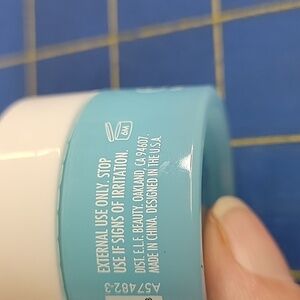 EXTERNAL USE ONLY. STOP
USE IF SIGNS OF IRRITATION.
DIST. E.L.F. BEAUTY, OAKLAND, CA 94607.
MADE IN CHINA. DESIGNED IN THE U.S.A
A57482-3